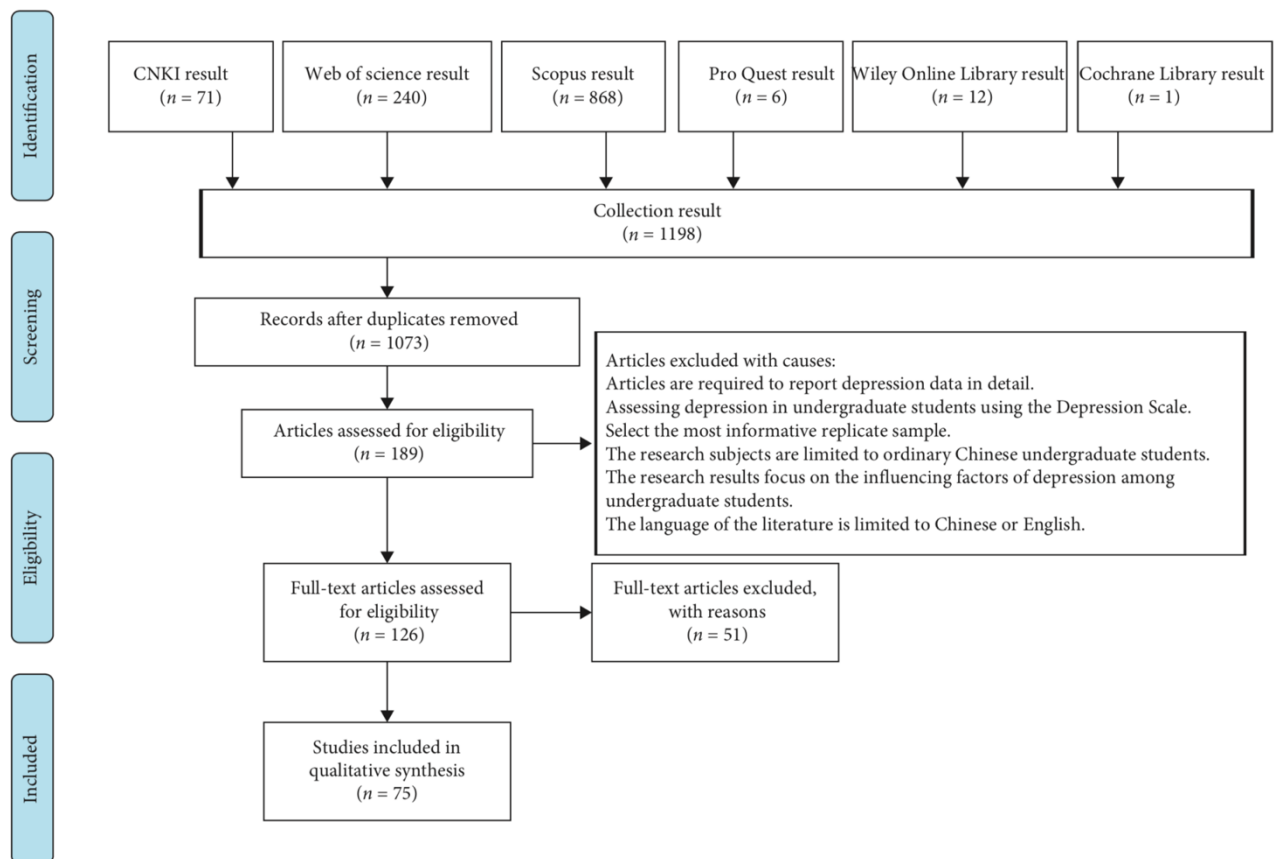 Identification
CNKI result
(n = 71)
Web of science result
(n = 240)
Scopus result
(n = 868)
Pro Quest result
(n = 6)
Wiley Online Library result
(n = 12)
Cochrane Library result
(n = 1)
Collection result
(n = 1198)
Screening
Records after duplicates removed
(n = 1073)
Articles assessed for eligibility
(n = 189)
Articles excluded with causes:
Articles are required to report depression data in detail.
Assessing depression in undergraduate students using the Depression Scale.
Select the most informative replicate sample.
The research subjects are limited to ordinary Chinese undergraduate students.
The research results focus on the influencing factors of depression among
undergraduate students.
The language of the literature is limited to Chinese or English.
Eligibility
Full-text articles assessed
for eligibility
(n = 126)
Full-text articles excluded,
with reasons
(n = 51)
Included
Studies included in
qualitative synthesis
(n = 75)